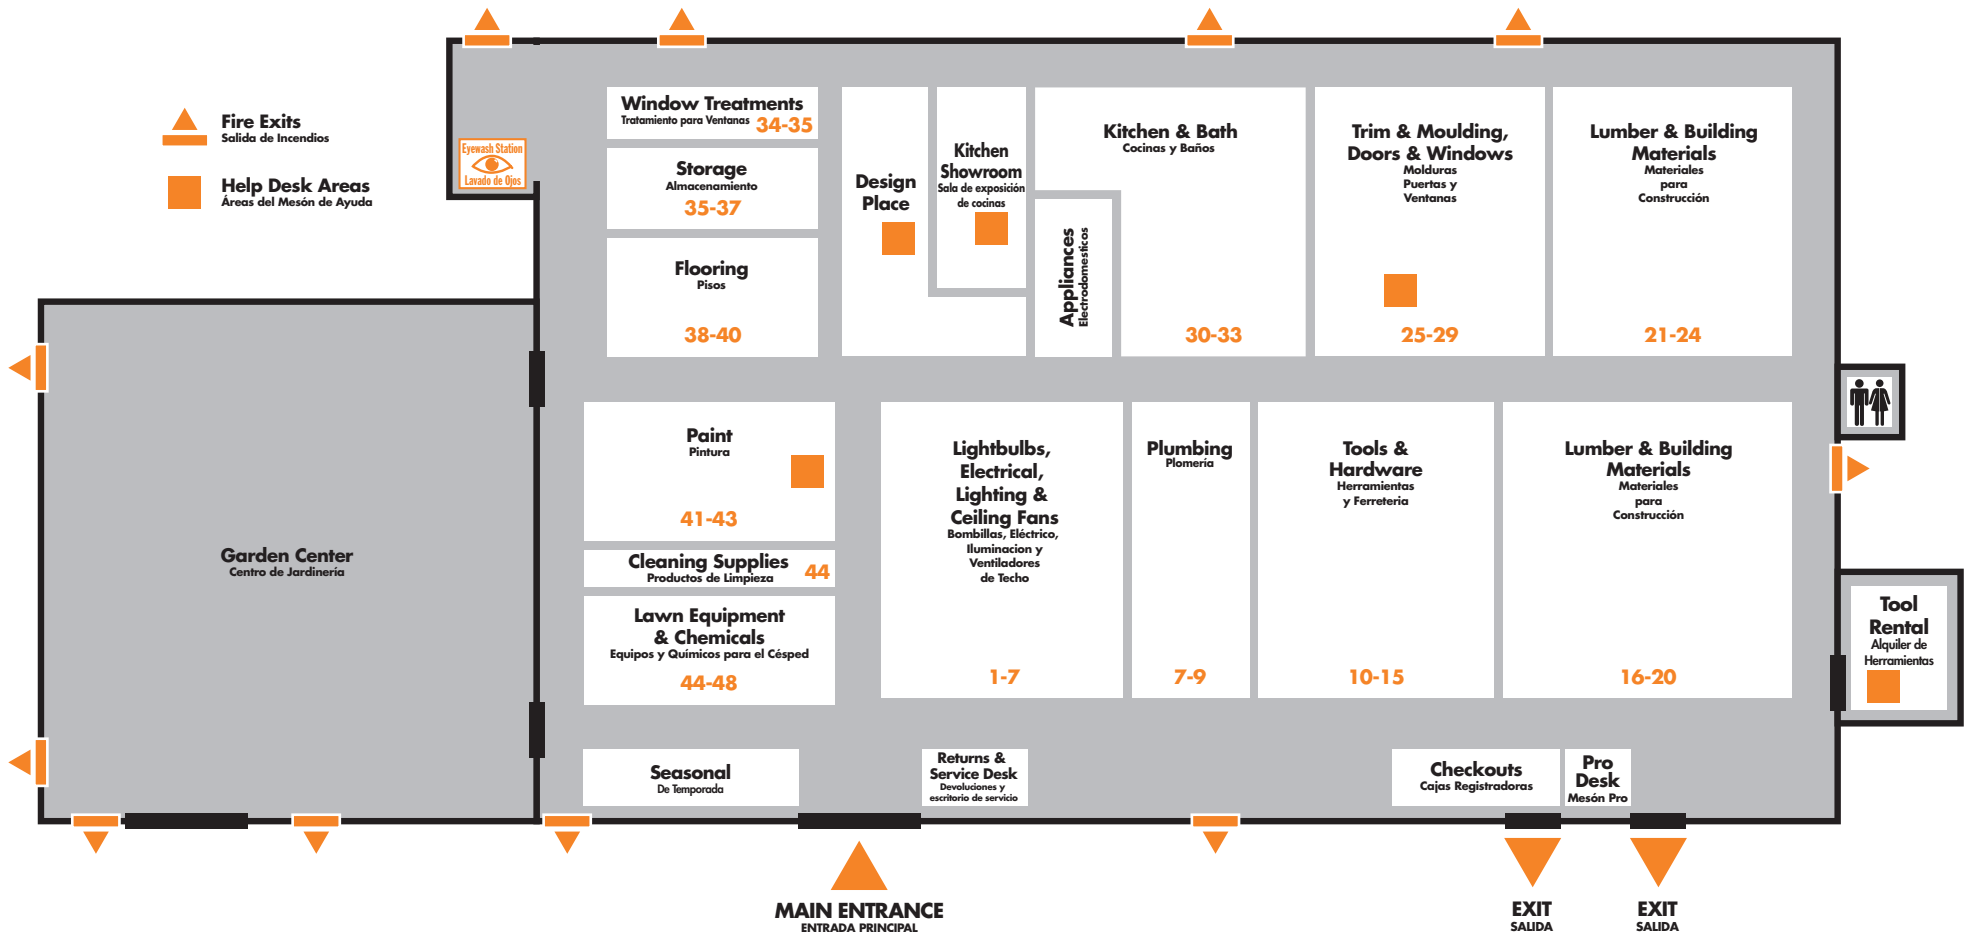 Fire Exits
Salida de Incendios
Help Desk Areas
Áreas del Mesón de Ayuda
Eyewash Station
Lavado de Ojos
Window Treatments
Tratamiento para Ventanas 34-35
Storage
Almacenamiento
35-37
Flooring
Pisos
38-40
Design
Place
Kitchen
Showroom
Sala de exposición
de cocinas
Appliances
Electrodomesticos
Kitchen & Bath
Cocinas y Baños
30-33
Trim & Moulding,
Doors & Windows
Molduras
Puertas y
Ventanas
25-29
Lumber & Building
Materials
Materiales
para
Construcción
21-24
Garden Center
Centro de Jardinería
Paint
Pintura
41-43
Cleaning Supplies
Productos de Limpieza 44
Lawn Equipment
& Chemicals
Equipos y Químicos para el Césped
44-48
Lightbulbs,
Electrical,
Lighting &
Ceiling Fans
Bombillas, Eléctrico,
Iluminacion y
Ventiladores
de Techo
1-7
Plumbing
Plomería
7-9
Tools &
Hardware
Herramientas
y Ferreteria
10-15
Lumber & Building
Materials
Materiales
para
Construcción
16-20
Tool
Rental
Alquiler de
Herramientas
Seasonal
De Temporada
Returns &
Service Desk
Devoluciones y
escritorio de servicio
Checkouts
Cajas Registradoras
Pro
Desk
Mesón Pro
MAIN ENTRANCE
ENTRADA PRINCIPAL
EXIT
SALIDA
EXIT
SALIDA